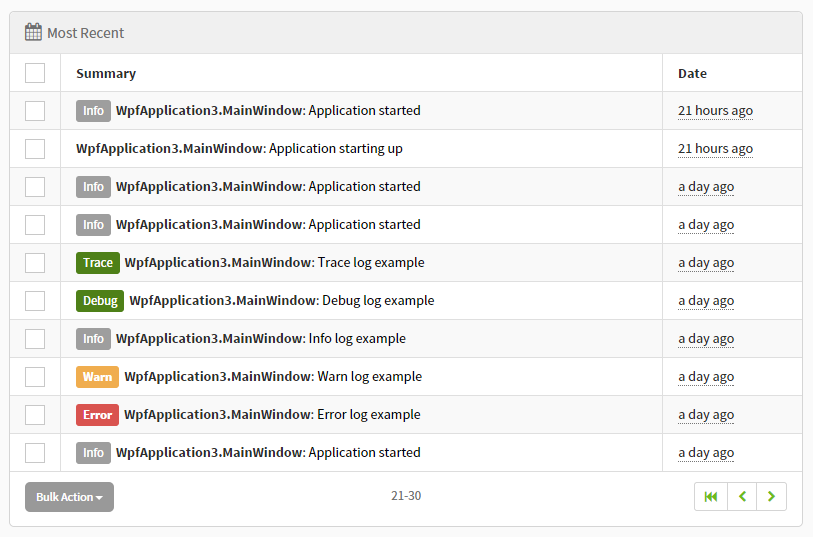 Most Recent
Summary Date
Info WpfApplication3.MainWindow: Application started 21 hours ago
WpfApplication3.MainWindow: Application starting up 21 hours ago
Info WpfApplication3.MainWindow: Application started a day ago
Info WpfApplication3.MainWindow: Application started a day ago
Trace WpfApplication3.MainWindow: Trace log example a day ago
Debug WpfApplication3.MainWindow: Debug log example a day ago
Info WpfApplication3.MainWindow: Info log example a day ago
Warn WpfApplication3.MainWindow: Warn log example a day ago
Error WpfApplication3.MainWindow: Error log example a day ago
Info WpfApplication3.MainWindow: Application started a day ago
Bulk Action 21-30